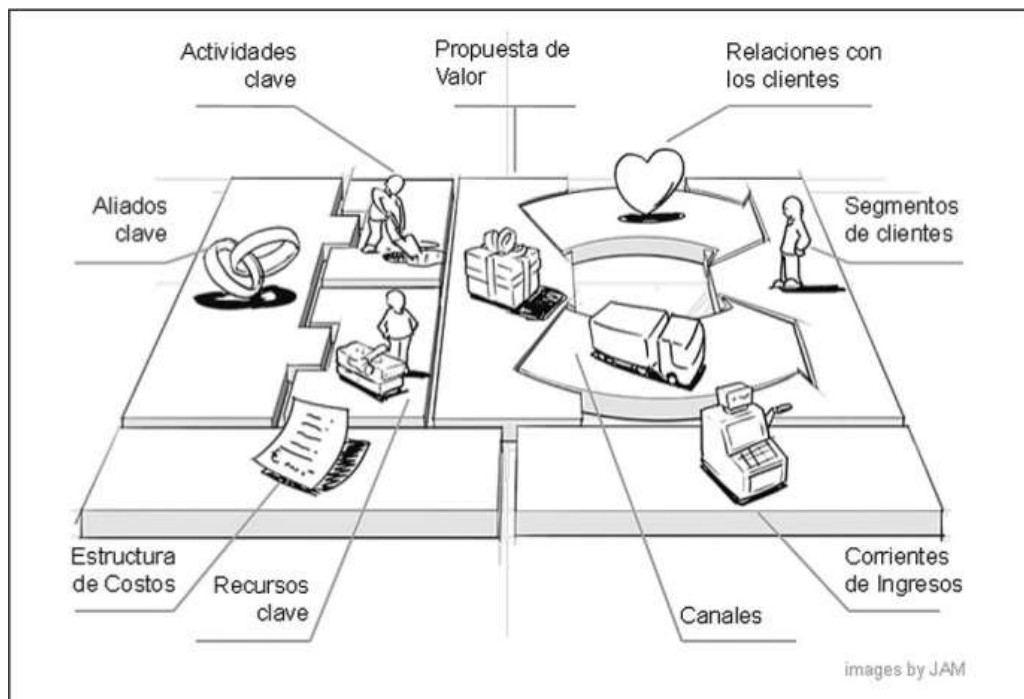 Actividades
clave
Propuesta de
Valor
Relaciones con
los clientes
Aliados
clave
Segmentos
de clientes
Estructura
de Costos
Recursos
clave
Canales
Corrientes
de Ingresos
images by JAM